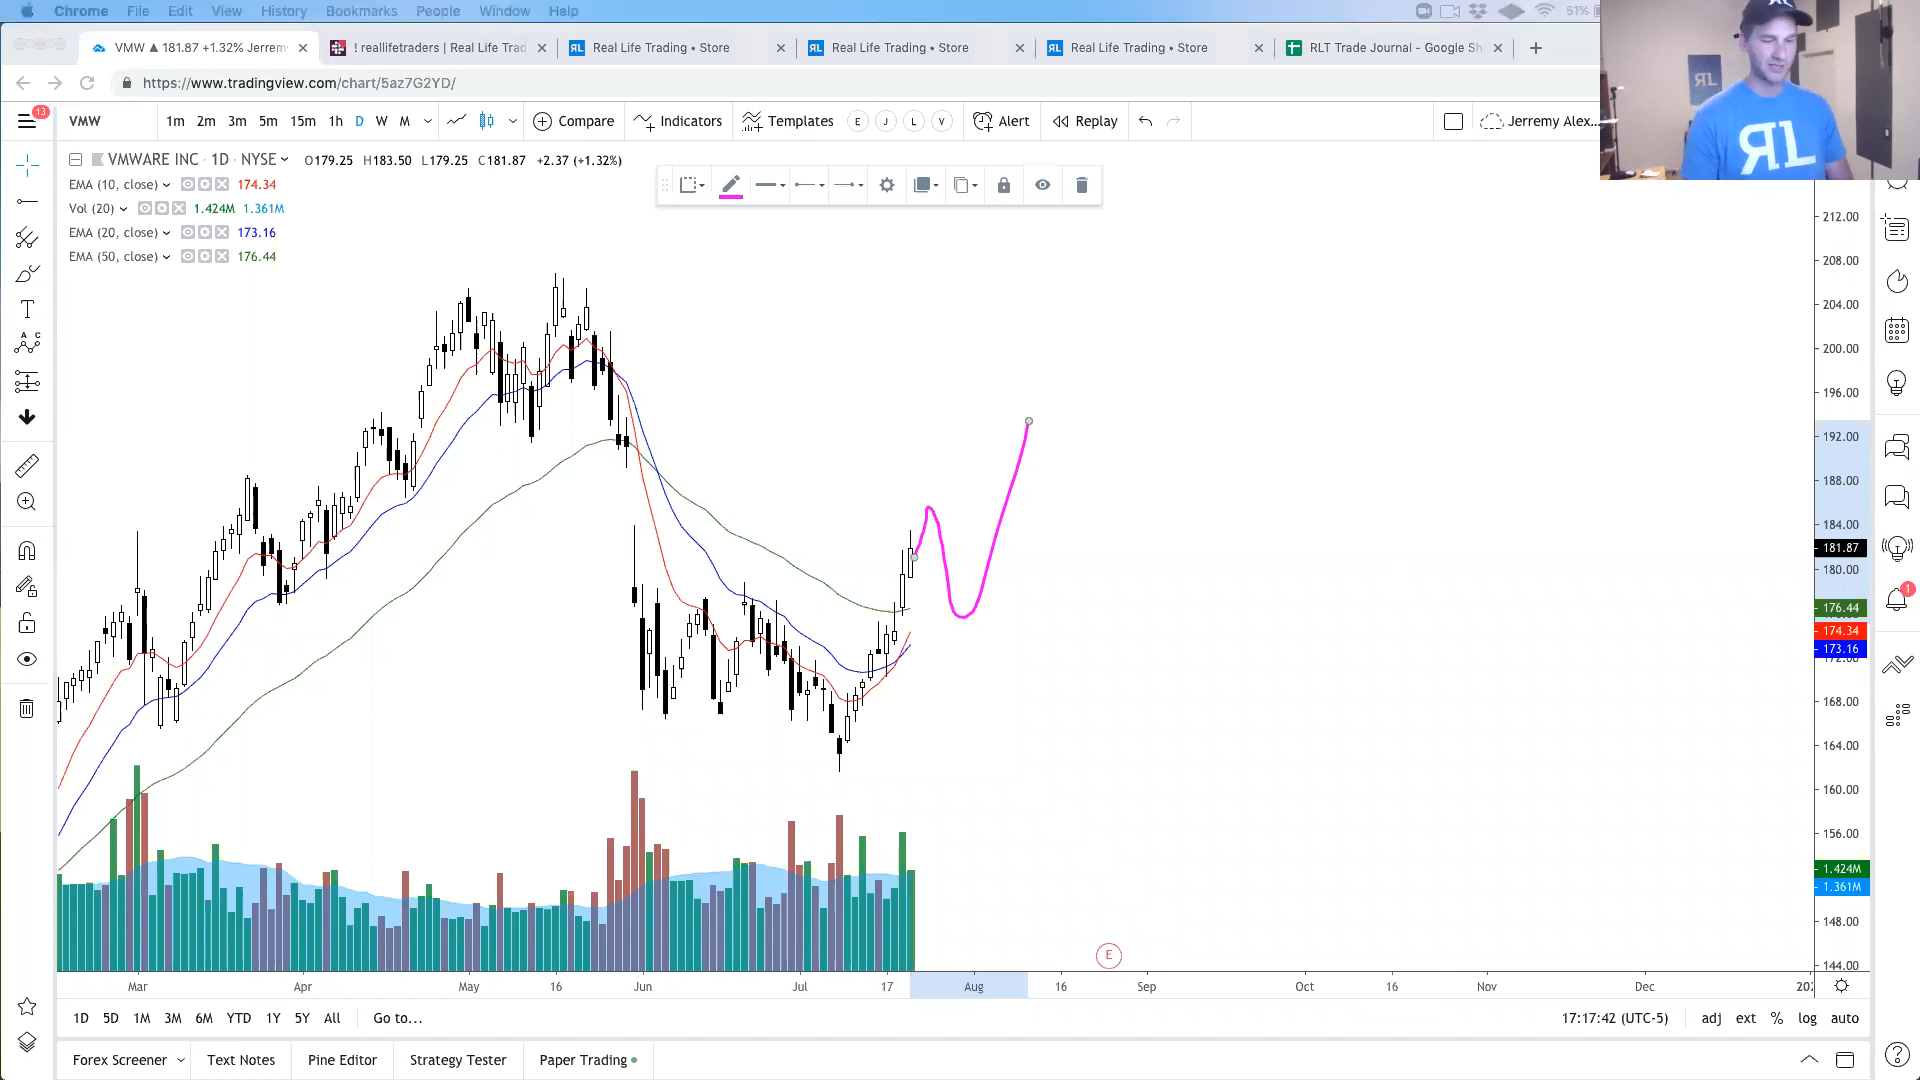 Chrome File Edit View History Bookmarks People Window Help 51%
VMW ▲ 181.87 +1.32% Jerrem
! reallifetraders | Real Life Trad
Real Life Trading • Store
Real Life Trading • Store
Real Life Trading • Store
RLT Trade Journal - Google Sh
https://www.tradingview.com/chart/5az7G2YD/
13
VMW 1m 2m 3m 5m 15m 1h D W M Compare Indicators Templates E J L V Alert Replay Jerremy Alex...
VMWARE INC · 1D · NYSE O179.25 H183.50 L179.25 C181.87 +2.37 (+1.32%)
EMA (10, close) 174.34
Vol (20) 1.424M 1.361M
EMA (20, close) 173.16
EMA (50, close) 176.44
RL
212.00
208.00
204.00
200.00
196.00
192.00
188.00
184.00
181.87
180.00
176.44
174.34
173.16
172.00
168.00
164.00
160.00
156.00
1.424M
1.361M
148.00
144.00
1
E
Mar Apr May 16 Jun Jul 17 Aug 16 Sep Oct 16 Nov Dec 202
1D 5D 1M 3M 6M YTD 1Y 5Y All Go to... 17:17:42 (UTC-5) adj ext % log auto
Forex Screener Text Notes Pine Editor Strategy Tester Paper Trading